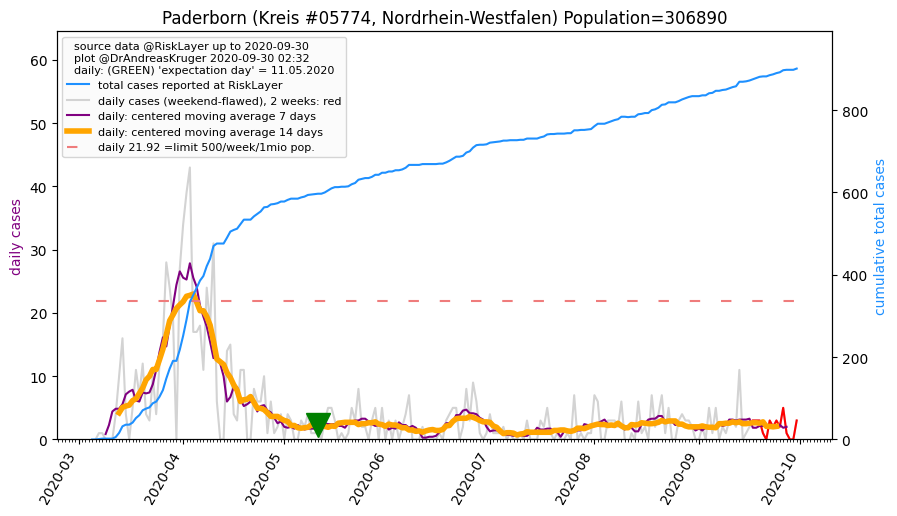 Paderborn (Kreis #05774, Nordrhein-Westfalen) Population=306890
source data @RiskLayer up to 2020-09-30
plot @DrAndreasKruger 2020-09-30 02:32
daily: (GREEN) 'expectation day' = 11.05.2020
total cases reported at RiskLayer
daily cases (weekend-flawed), 2 weeks: red
daily: centered moving average 7 days
daily: centered moving average 14 days
daily 21.92 =limit 500/week/1mio pop.
daily cases
60
50
40
30
20
10
0
cumulative total cases
800
600
400
200
0
2020-03
2020-04
2020-05
2020-06
2020-07
2020-08
2020-09
2020-10